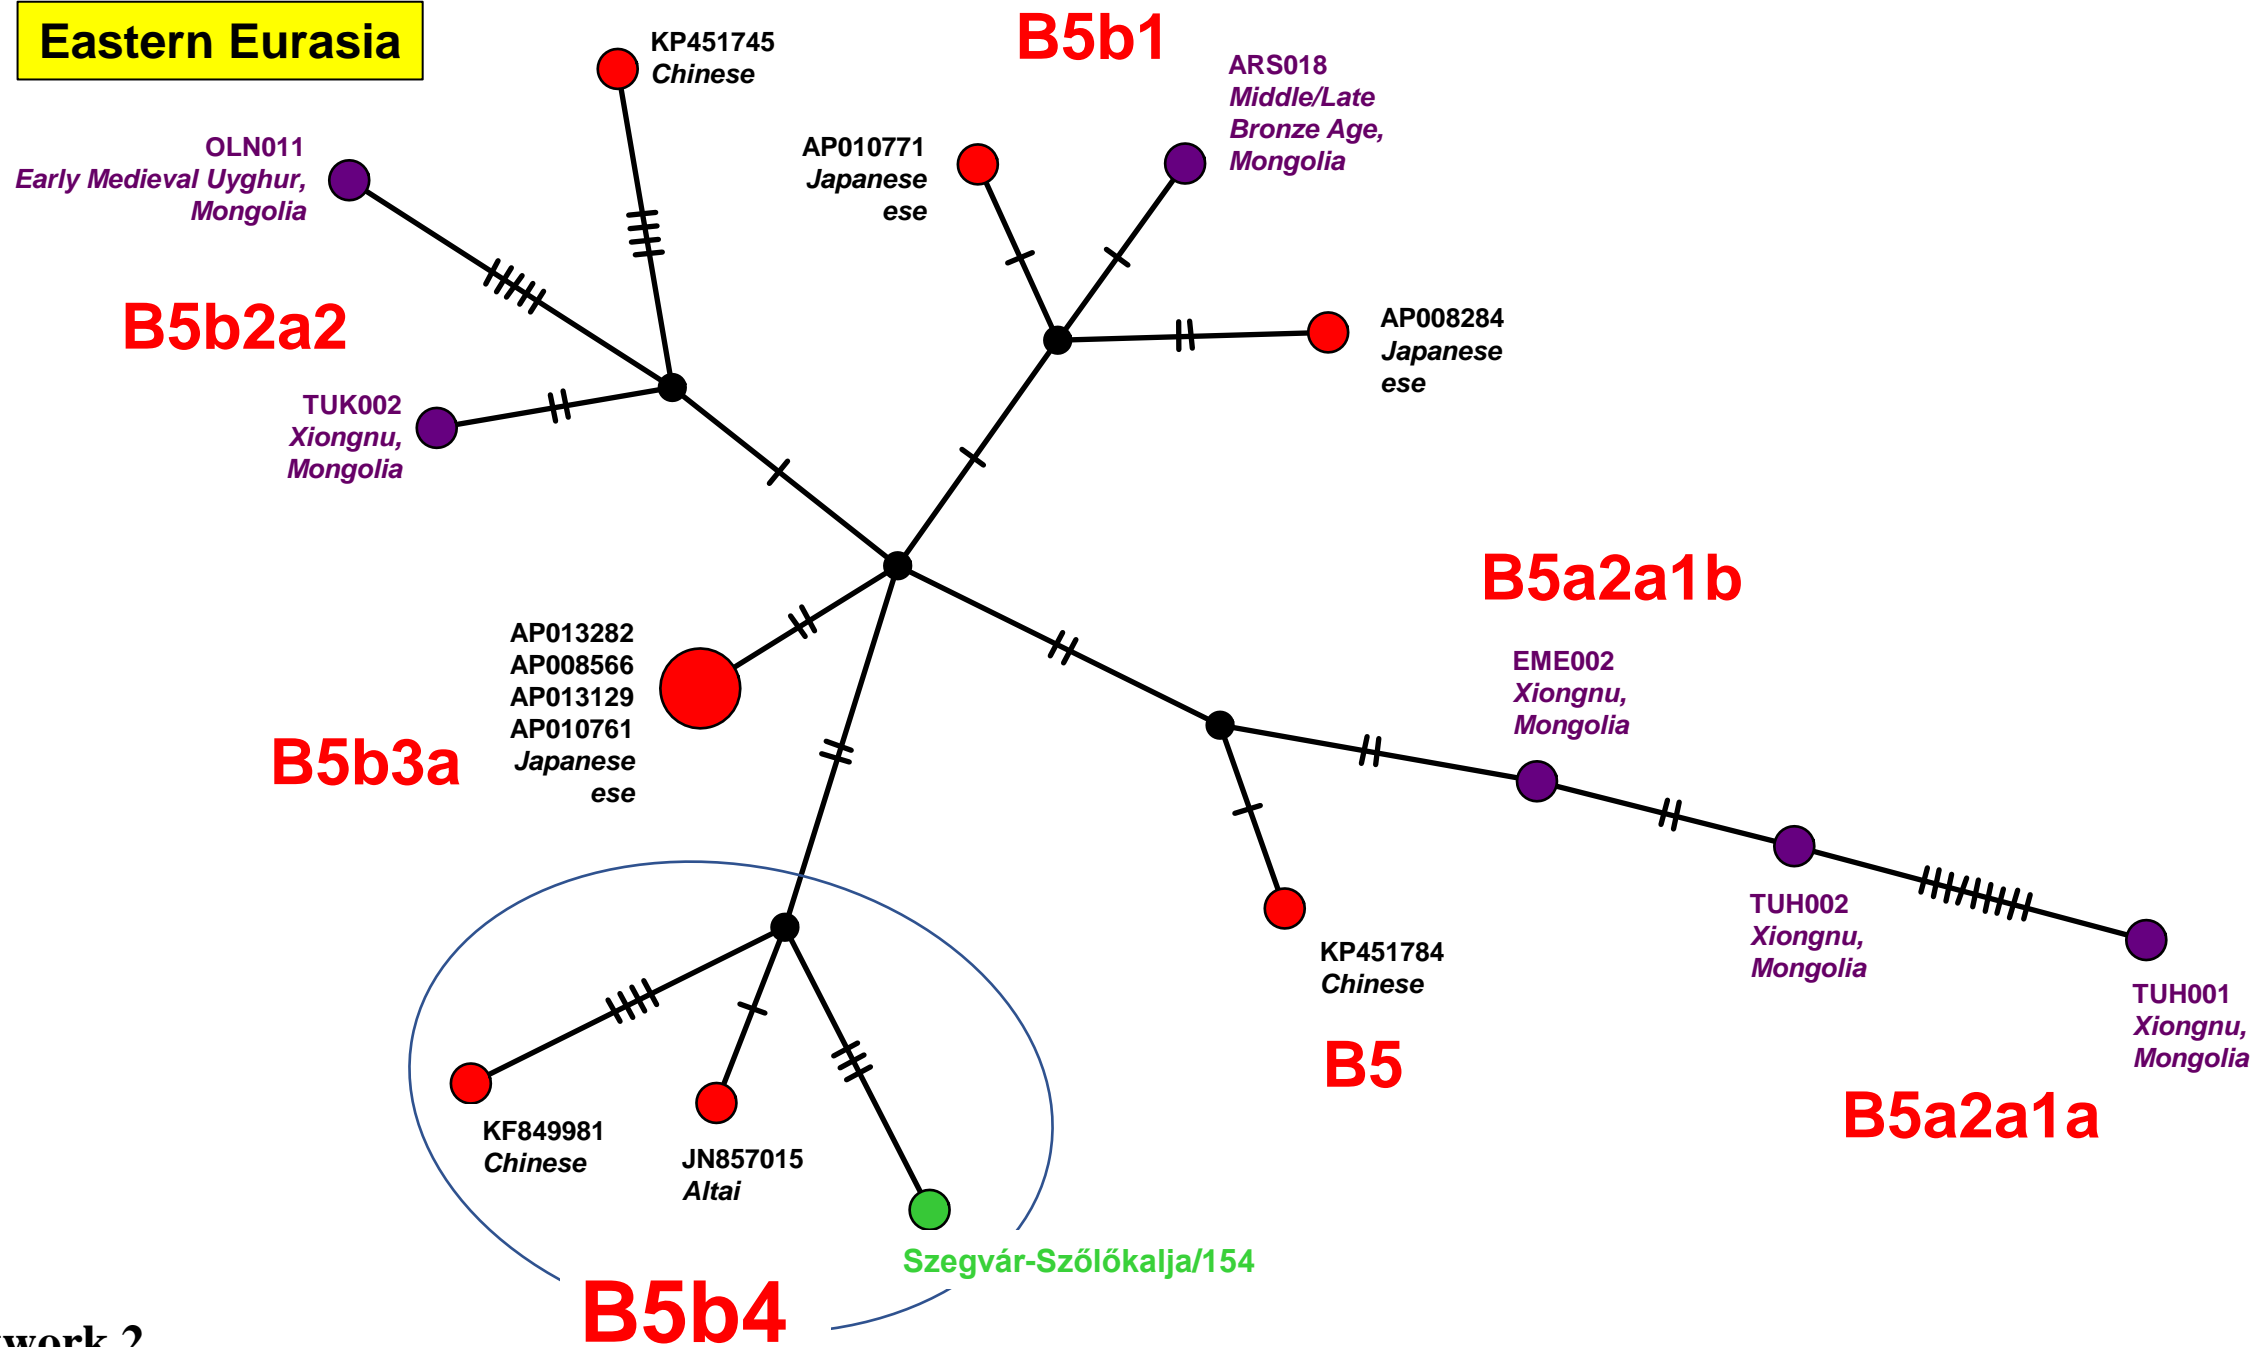 Eastern Eurasia
KP451745
Chinese
B5b1
ARS018
Middle/Late
Bronze Age,
Mongolia
OLN011
Early Medieval Uyghur,
Mongolia
AP010771
Japanese
ese
B5b2a2
AP008284
Japanese
ese
TUK002
Xiongnu,
Mongolia
B5a2a1b
AP013282
AP008566
AP013129
AP010761
Japanese
ese
B5b3a
EME002
Xiongnu,
Mongolia
TUH002
Xiongnu,
Mongolia
KP451784
Chinese
TUH001
Xiongnu,
Mongolia
B5
B5a2a1a
KF849981
Chinese
JN857015
Altai
Szegvár-Szőlőkalja/154
B5b4
work 2